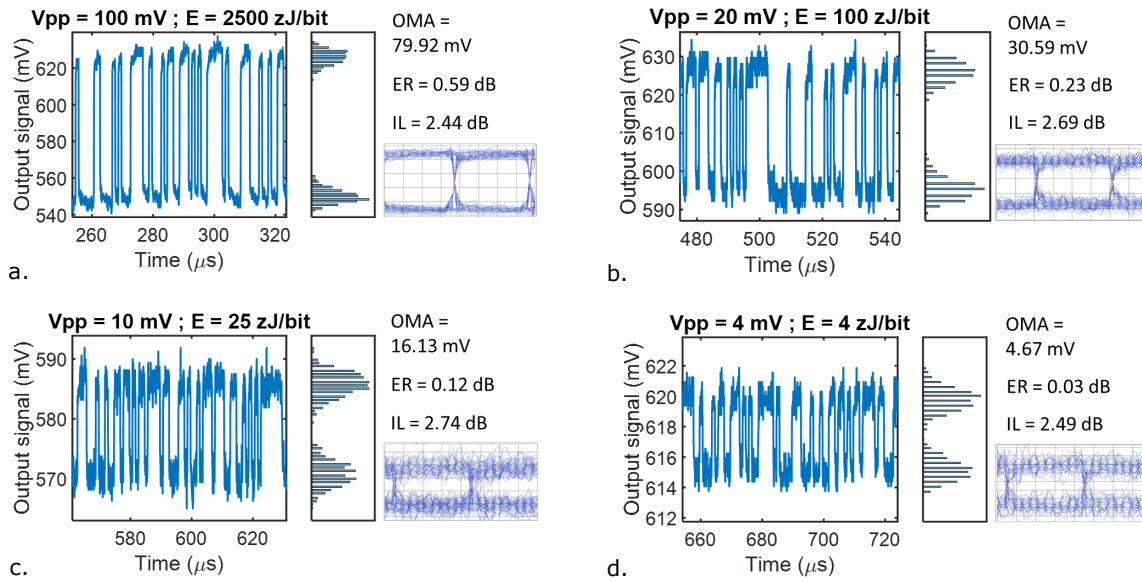 Vpp = 100 mV ; E = 2500 zJ/bit
Output signal (mV)
620
600
580
560
540
260
280
300
320
Time (μs)
OMA =
79.92 mV
ER = 0.59 dB
IL = 2.44 dB
a.
Vpp = 20 mV ; E = 100 zJ/bit
Output signal (mV)
630
620
610
600
590
480
500
520
540
Time (μs)
OMA =
30.59 mV
ER = 0.23 dB
IL = 2.69 dB
b.
Vpp = 10 mV ; E = 25 zJ/bit
Output signal (mV)
590
580
570
580
600
620
Time (μs)
OMA =
16.13 mV
ER = 0.12 dB
IL = 2.74 dB
c.
Vpp = 4 mV ; E = 4 zJ/bit
Output signal (mV)
622
620
618
616
614
612
660
680
700
720
Time (μs)
OMA =
4.67 mV
ER = 0.03 dB
IL = 2.49 dB
d.